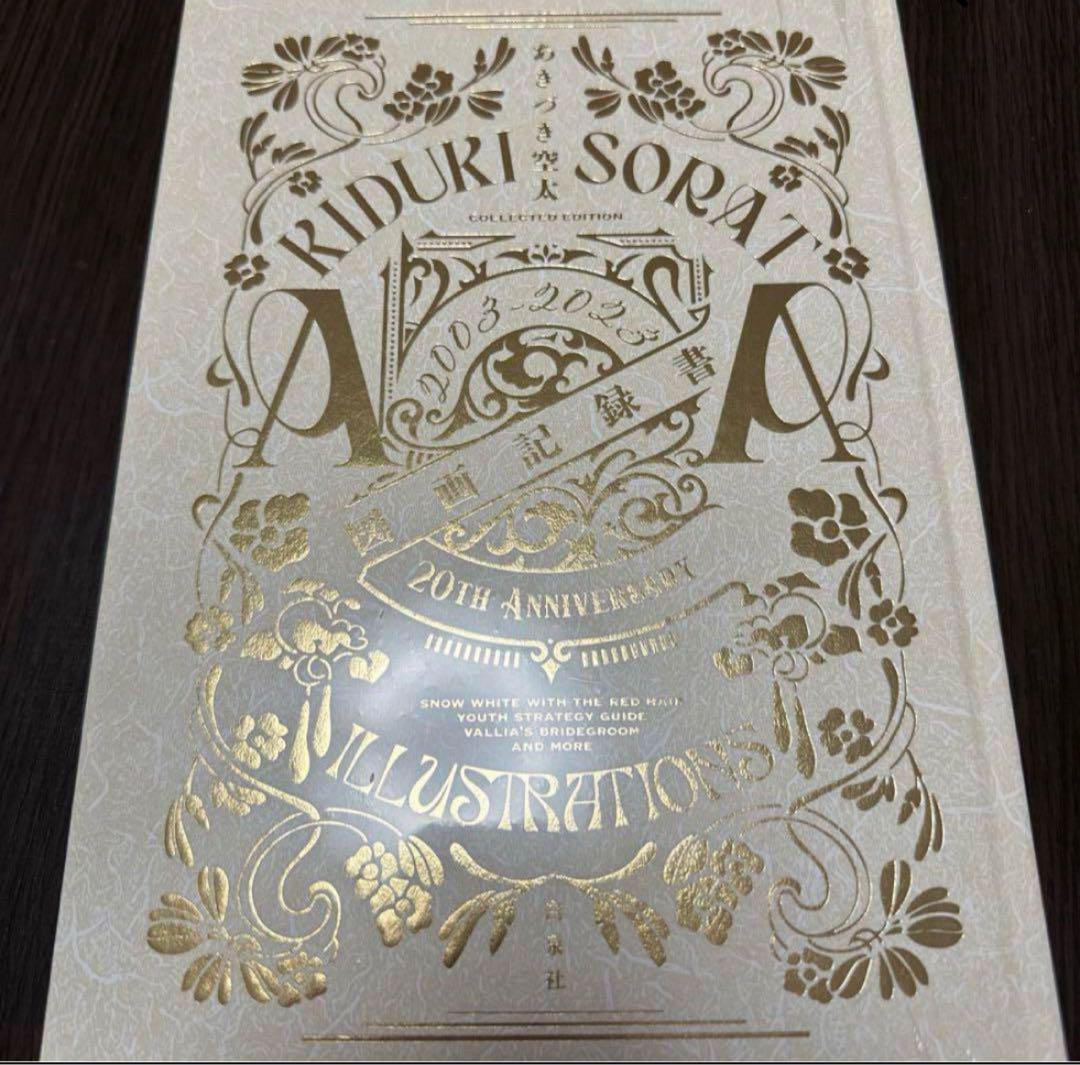 あきづき空太
AKIDUKI SORATA
COLLECTED EDITION
2003-2023
漫画記録書
20TH ANNIVERSARY
SNOW WHITE WITH THE RED HAIR
YOUTH STRATEGY GUIDE
VALLIA'S BRIDEGROOM
AND MORE
ILLUSTRATIONS
白泉社